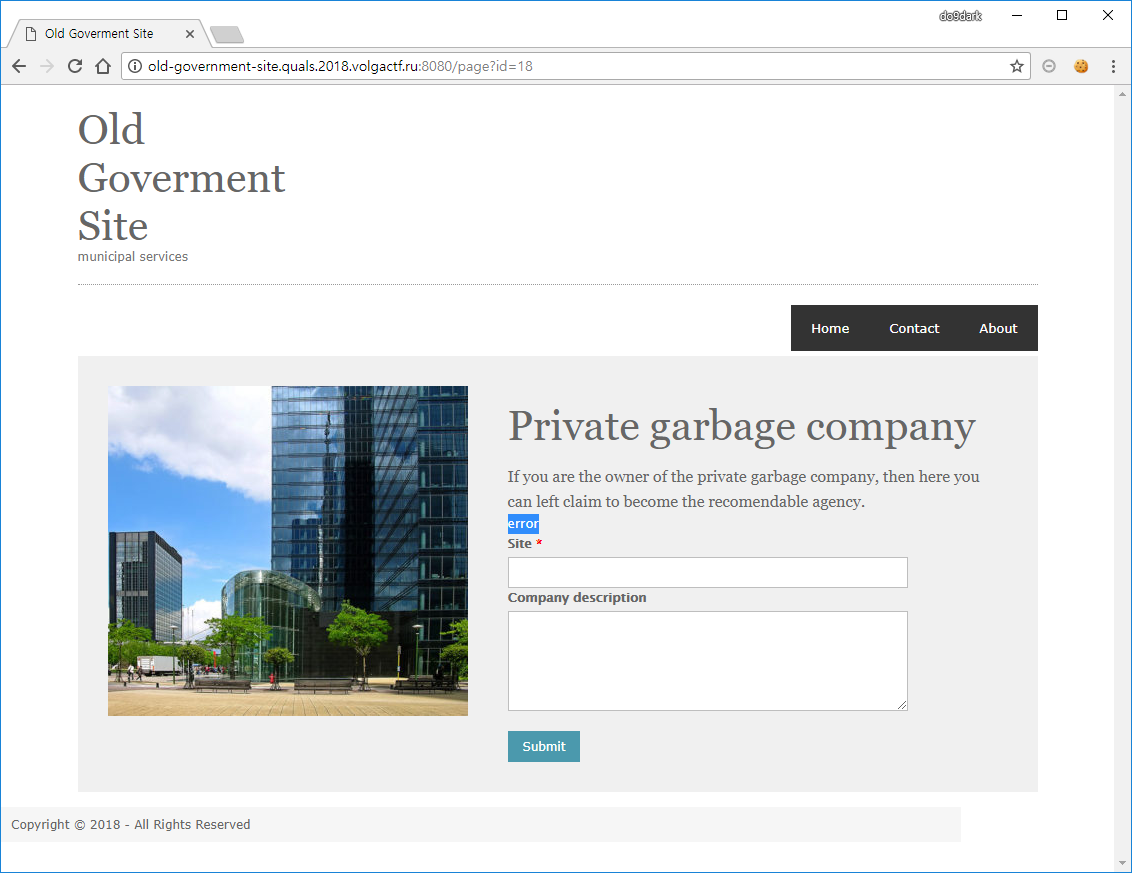 do9dark
Old Goverment Site
old-government-site.quals.2018.volgactf.ru:8080/page?id=18
Old
Goverment
Site
municipal services
Home Contact About
Private garbage company
If you are the owner of the private garbage company, then here you
can left claim to become the recomendable agency.
error
Site *
Company description
Submit
Copyright © 2018 - All Rights Reserved